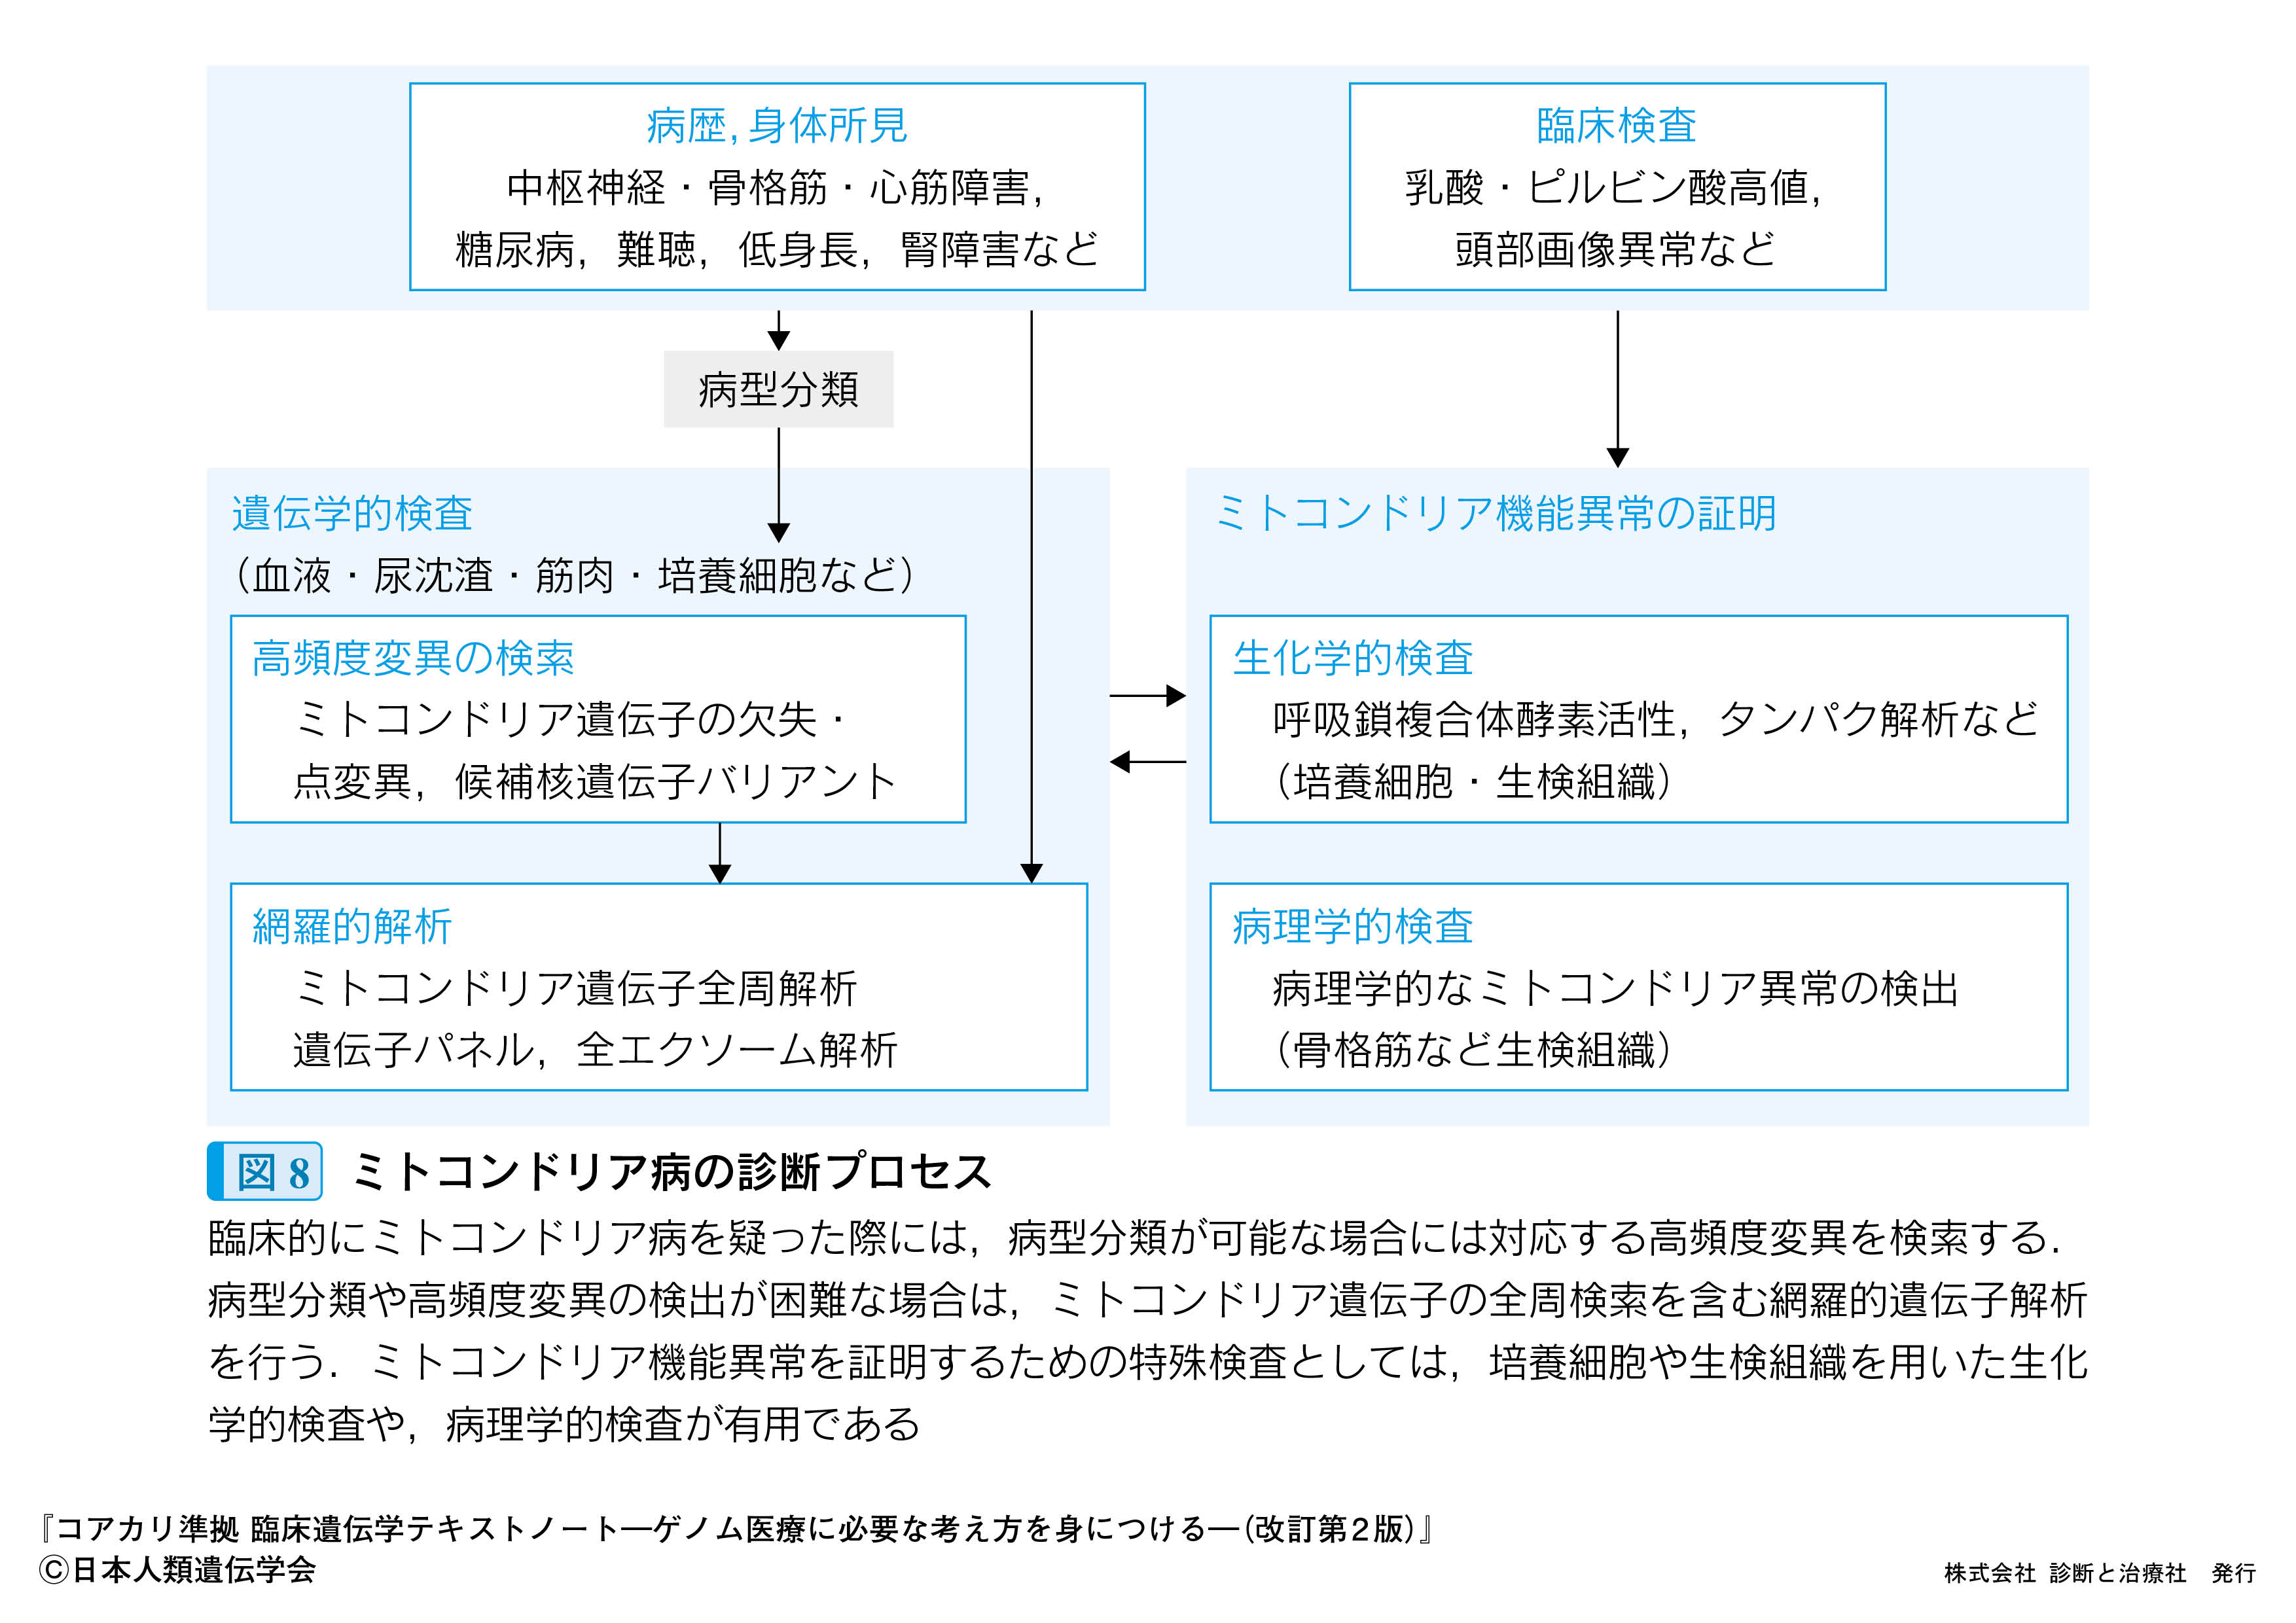 病歴, 身体所見
中枢神経・骨格筋・心筋障害,
糖尿病, 難聴, 低身長, 腎障害など
臨床検査
乳酸・ピルビン酸高値,
頭部画像異常など
病型分類
遺伝学的検査
（血液・尿沈渣・筋肉・培養細胞など）
高頻度変異の検索
ミトコンドリア遺伝子の欠失・
点変異, 候補核遺伝子バリアント
網羅的解析
ミトコンドリア遺伝子全周解析
遺伝子パネル, 全エクソーム解析
ミトコンドリア機能異常の証明
生化学的検査
呼吸鎖複合体酵素活性, タンパク解析など
（培養細胞・生検組織）
病理学的検査
病理学的なミトコンドリア異常の検出
（骨格筋など生検組織）
図8 ミトコンドリア病の診断プロセス
臨床的にミトコンドリア病を疑った際には, 病型分類が可能な場合には対応する高頻度変異を検索する.
病型分類や高頻度変異の検出が困難な場合は, ミトコンドリア遺伝子の全周検索を含む網羅的遺伝子解析
を行う. ミトコンドリア機能異常を証明するための特殊検査としては, 培養細胞や生検組織を用いた生化
学的検査や, 病理学的検査が有用である
『コアカリ準拠 臨床遺伝学テキストノート―ゲノム医療に必要な考え方を身につける―(改訂第2版)』
©日本人類遺伝学会
株式会社 診断と治療社 発行